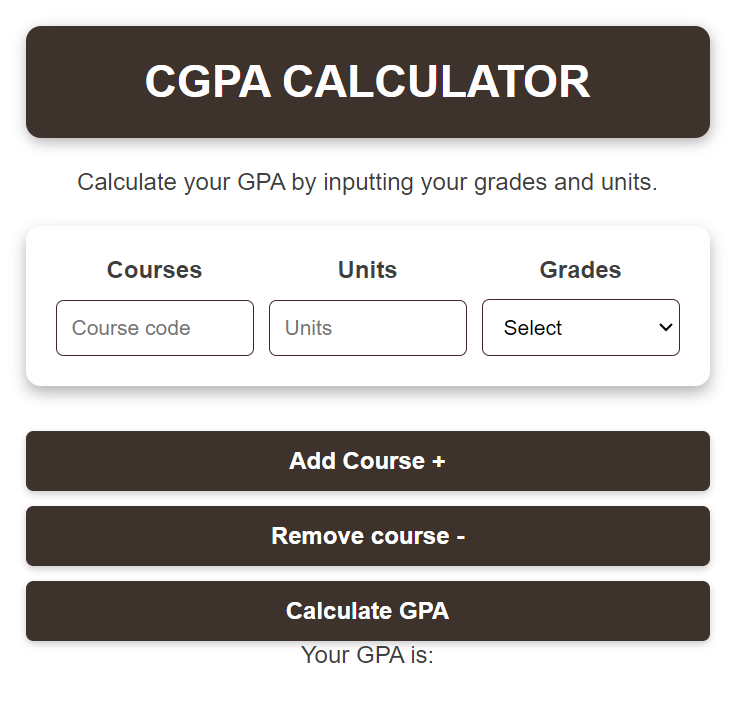 CGPA CALCULATOR
Calculate your GPA by inputting your grades and units.
Courses Units Grades
Course code Units Select
Add Course +
Remove course -
Calculate GPA
Your GPA is: